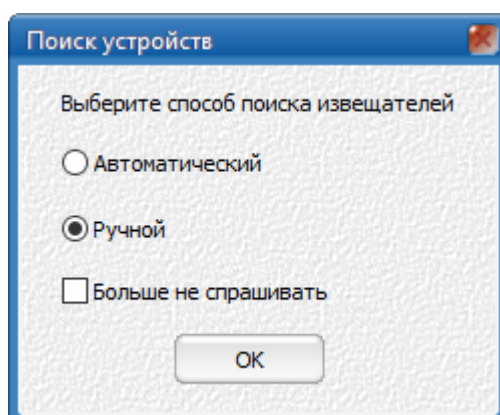 Поиск устройств
Выберите способ поиска извещателей
Автоматический
Ручной
Больше не спрашивать
OK